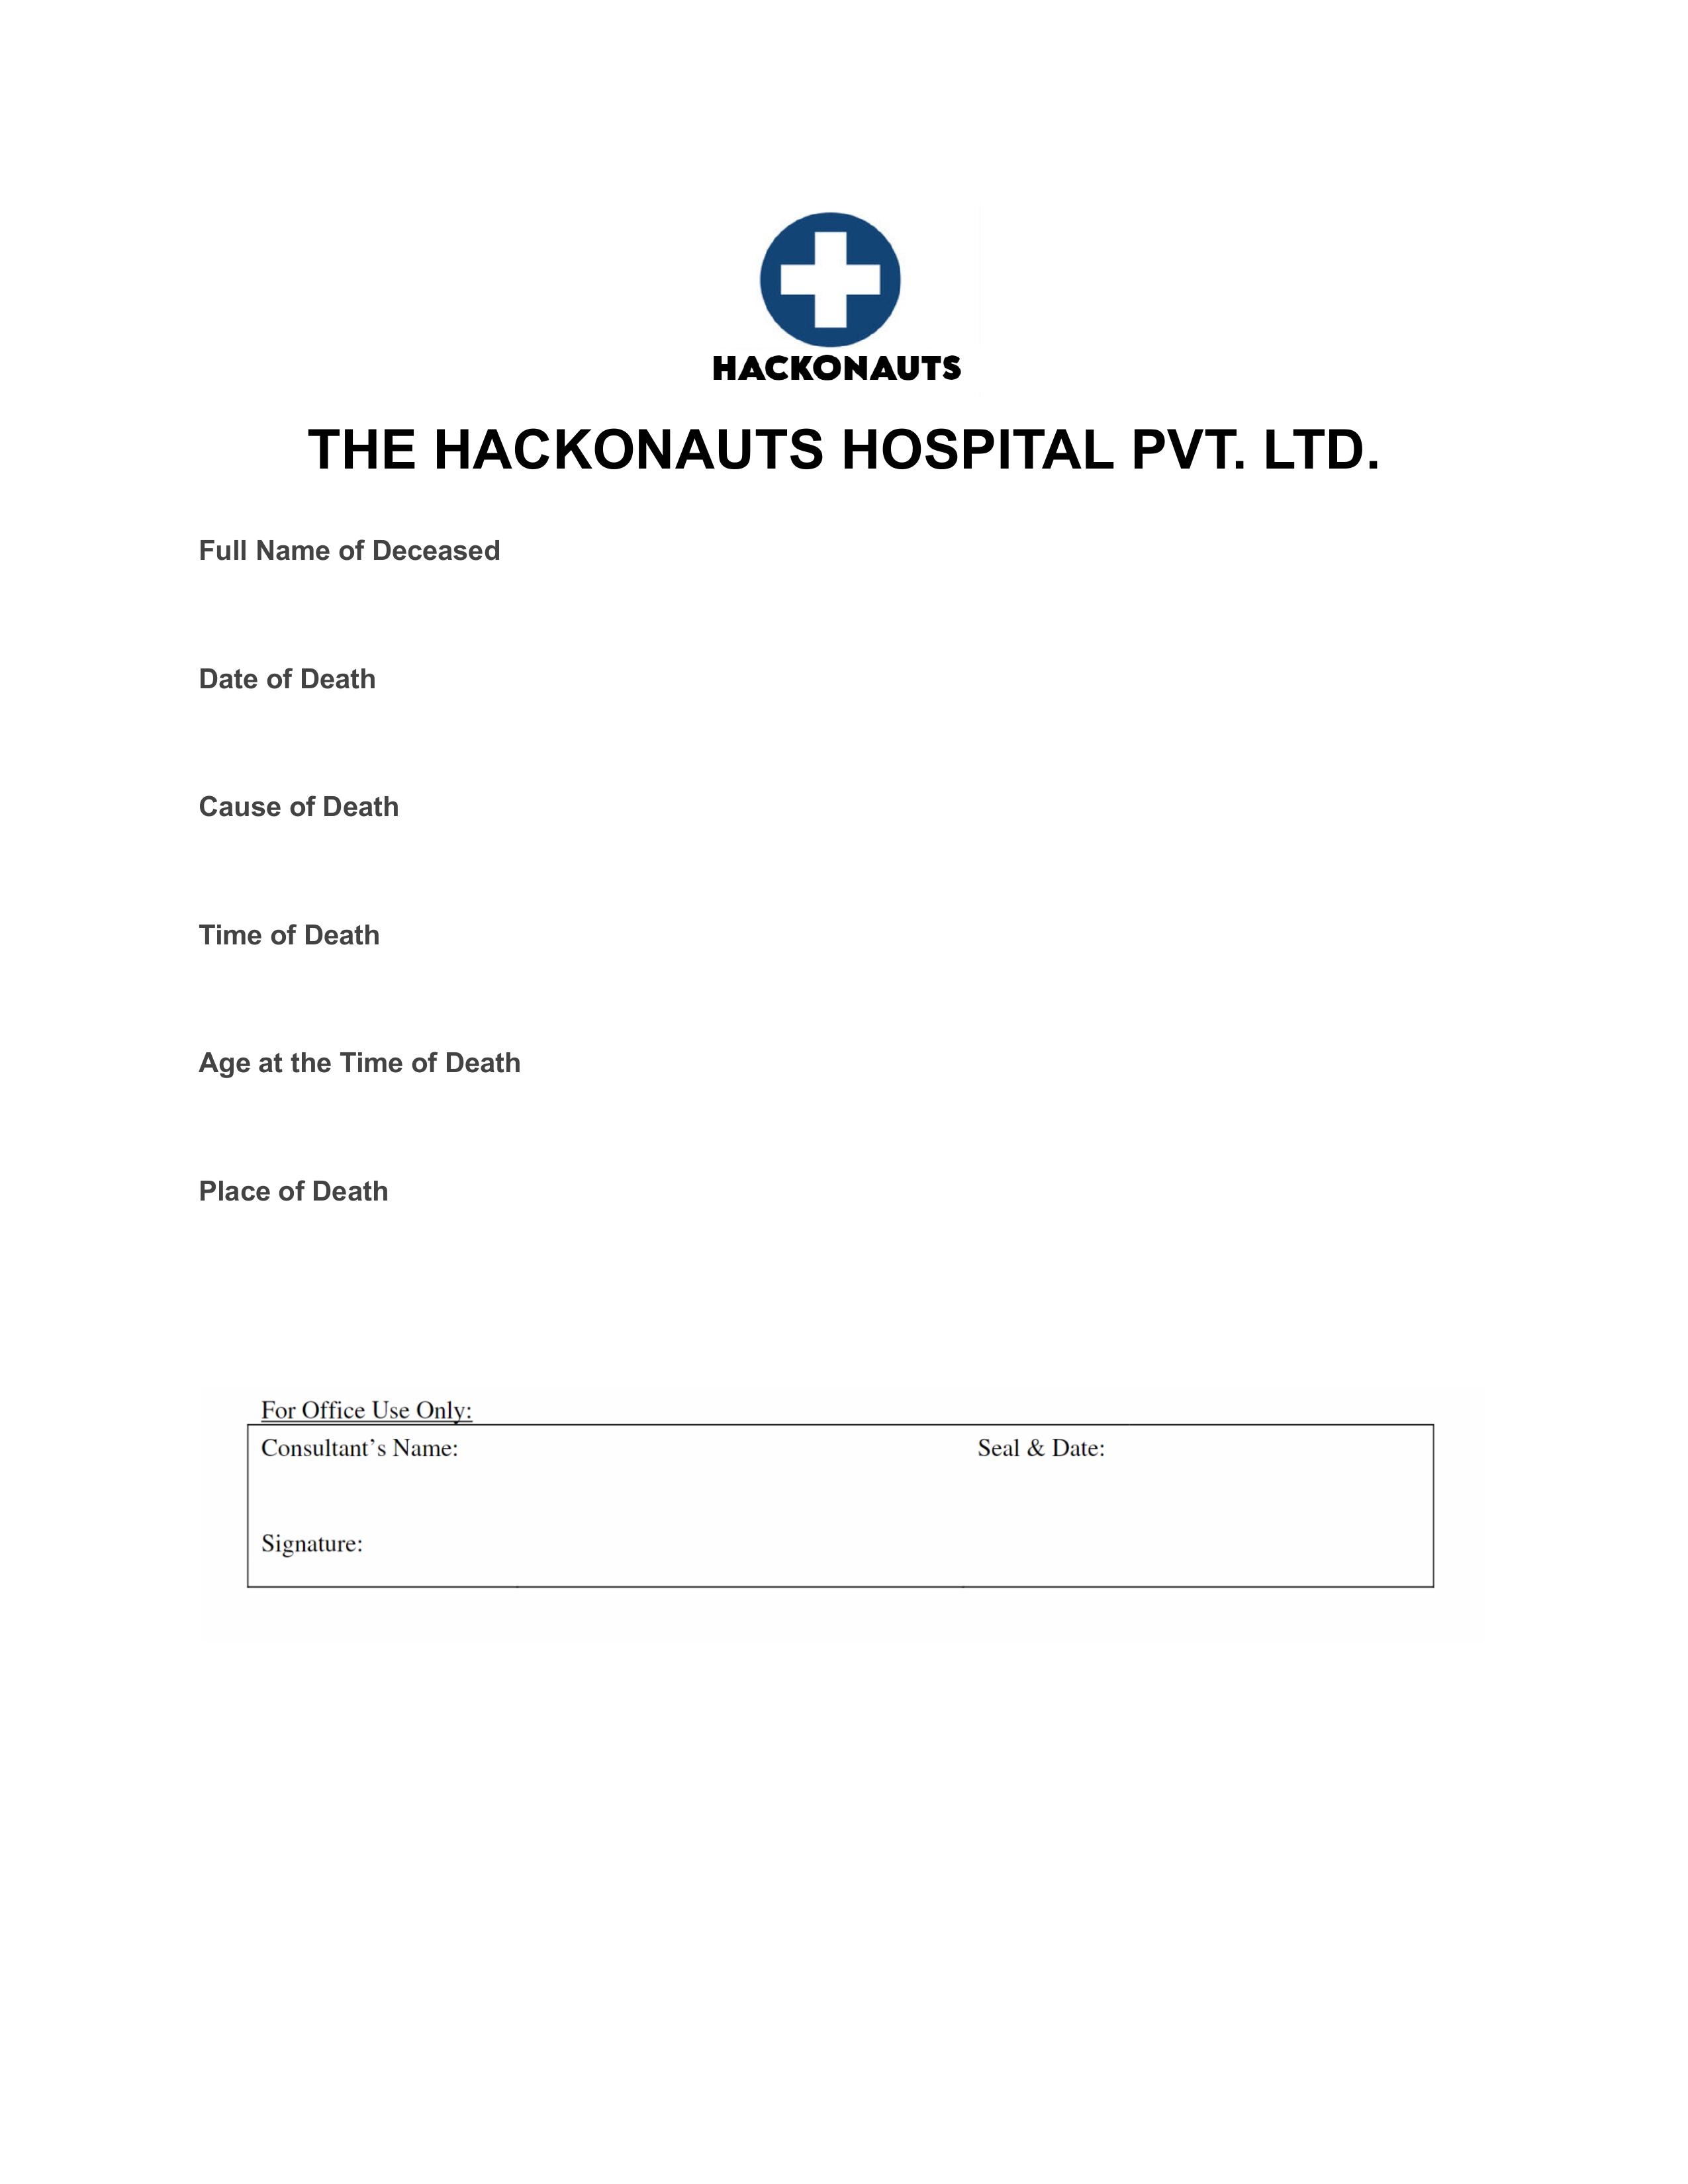 HACKONAUTS
THE HACKONAUTS HOSPITAL PVT. LTD.
Full Name of Deceased
Date of Death
Cause of Death
Time of Death
Age at the Time of Death
Place of Death
For Office Use Only:
Consultant’s Name: Seal & Date:
Signature: